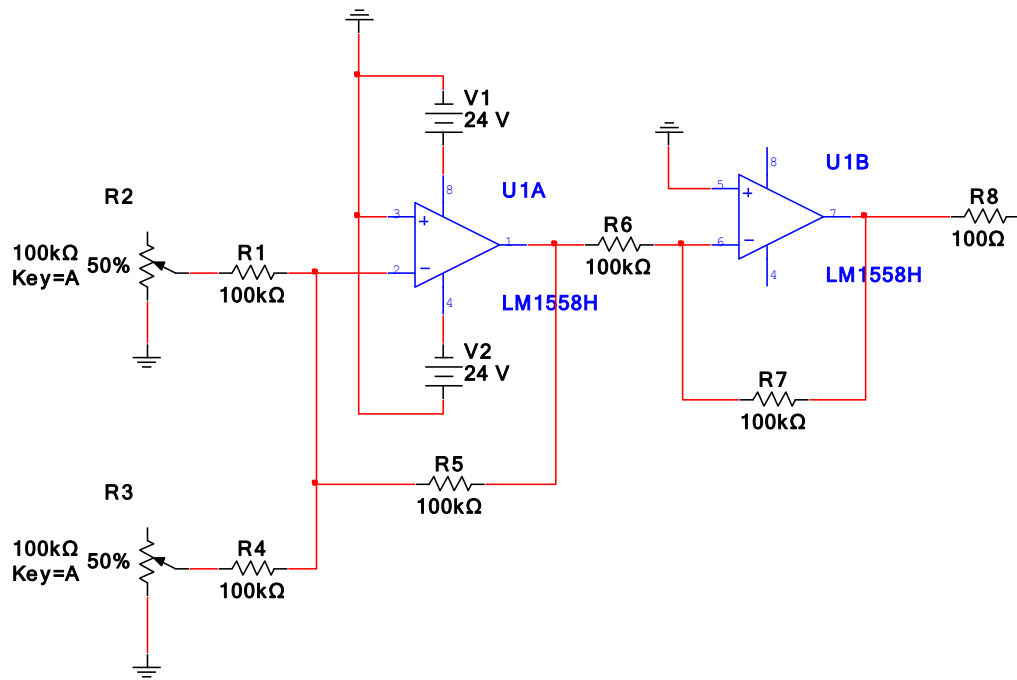 V1
24 V
8
U1A
3
+
2
−
1
4
LM1558H
V2
24 V
R2
100kΩ
50%
Key=A
R1
100kΩ
R6
100kΩ
8
U1B
5
+
6
−
7
4
LM1558H
R8
100Ω
R7
100kΩ
R5
100kΩ
R3
100kΩ
50%
Key=A
R4
100kΩ